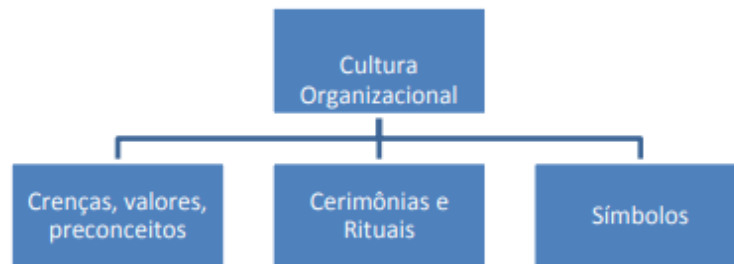 Cultura
Organizacional
Crenças, valores,
preconceitos
Cerimônias e
Rituais
Símbolos